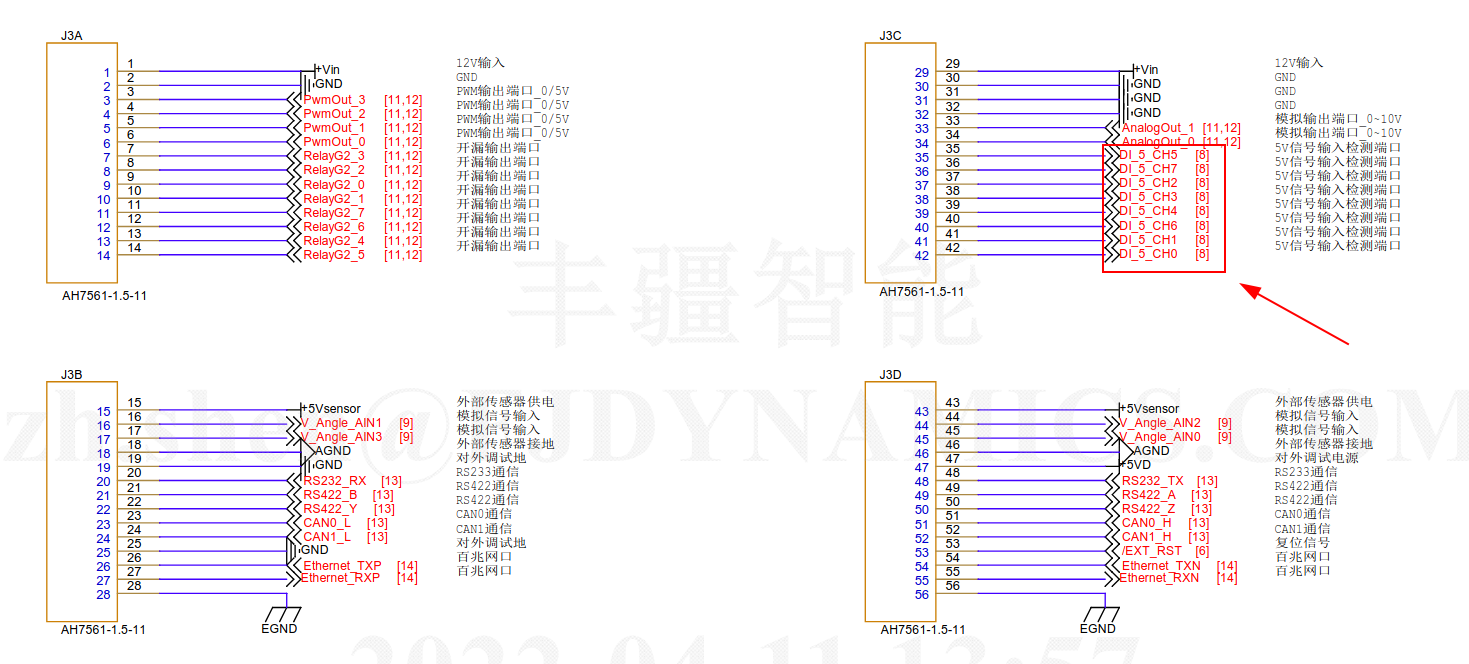 J3A
1 1 +Vin 12V输入
2 2 GND GND
3 3 PwmOut_3 [11,12] PWM输出端口_0/5V
4 4 PwmOut_2 [11,12] PWM输出端口_0/5V
5 5 PwmOut_1 [11,12] PWM输出端口_0/5V
6 6 PwmOut_0 [11,12] PWM输出端口_0/5V
7 7 RelayG2_3 [11,12] 开漏输出端口
8 8 RelayG2_2 [11,12] 开漏输出端口
9 9 RelayG2_0 [11,12] 开漏输出端口
10 10 RelayG2_1 [11,12] 开漏输出端口
11 11 RelayG2_7 [11,12] 开漏输出端口
12 12 RelayG2_6 [11,12] 开漏输出端口
13 13 RelayG2_4 [11,12] 开漏输出端口
14 14 RelayG2_5 [11,12] 开漏输出端口
AH7561-1.5-11
J3C
29 29 +Vin 12V输入
30 30 GND GND
31 31 GND GND
32 32 GND GND
33 33 AnalogOut_1 [11,12] 模拟输出端口_0~10V
34 34 AnalogOut_0 [11,12] 模拟输出端口_0~10V
35 35 DI_5_CH5 [8] 5V信号输入检测端口
36 36 DI_5_CH7 [8] 5V信号输入检测端口
37 37 DI_5_CH2 [8] 5V信号输入检测端口
38 38 DI_5_CH3 [8] 5V信号输入检测端口
39 39 DI_5_CH4 [8] 5V信号输入检测端口
40 40 DI_5_CH6 [8] 5V信号输入检测端口
41 41 DI_5_CH1 [8] 5V信号输入检测端口
42 42 DI_5_CH0 [8] 5V信号输入检测端口
AH7561-1.5-11
丰疆智能
J3B
15 15 +5Vsensor 外部传感器供电
16 16 V_Angle_AIN1 [9] 模拟信号输入
17 17 V_Angle_AIN3 [9] 模拟信号输入
18 18 AGND 外部传感器接地
19 19 GND 对外调试地
20 20 RS232_RX [13] RS233通信
21 21 RS422_B [13] RS422通信
22 22 RS422_Y [13] RS422通信
23 23 CAN0_L [13] CAN0通信
24 24 CAN1_L [13] CAN1通信
25 25 GND 对外调试地
26 26 Ethernet_TXP [14] 百兆网口
27 27 Ethernet_RXP [14] 百兆网口
28 28
EGND
AH7561-1.5-11
J3D
43 43 +5Vsensor 外部传感器供电
44 44 V_Angle_AIN2 [9] 模拟信号输入
45 45 V_Angle_AIN0 [9] 模拟信号输入
46 46 AGND 外部传感器接地
47 47 +5VD 对外调试电源
48 48 RS232_TX [13] RS233通信
49 49 RS422_A [13] RS422通信
50 50 RS422_Z [13] RS422通信
51 51 CAN0_H [13] CAN0通信
52 52 CAN1_H [13] CAN1通信
53 53 /EXT_RST [6] 复位信号
54 54 Ethernet_TXN [14] 百兆网口
55 55 Ethernet_RXN [14] 百兆网口
56 56
EGND
AH7561-1.5-11